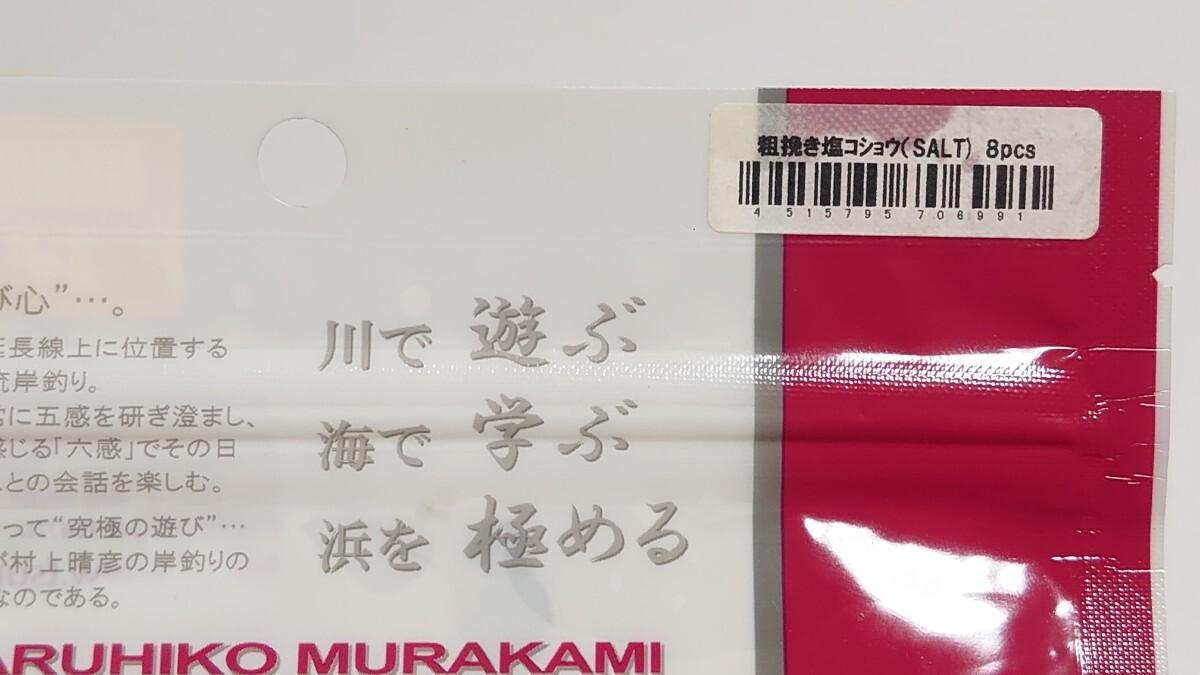 粗挽き塩コショウ(SALT) 8pcs
4 515795 706991
び心”…。
長線上に位置する
岸釣り。
に五感を研ぎ澄まし、
じる「六感」でその日
との会話を楽しむ。
って“究極の遊び”…
村上晴彦の岸釣りの
なのである。
川で 遊ぶ
海で 学ぶ
浜を 極める
ARUHIKO MURAKAMI